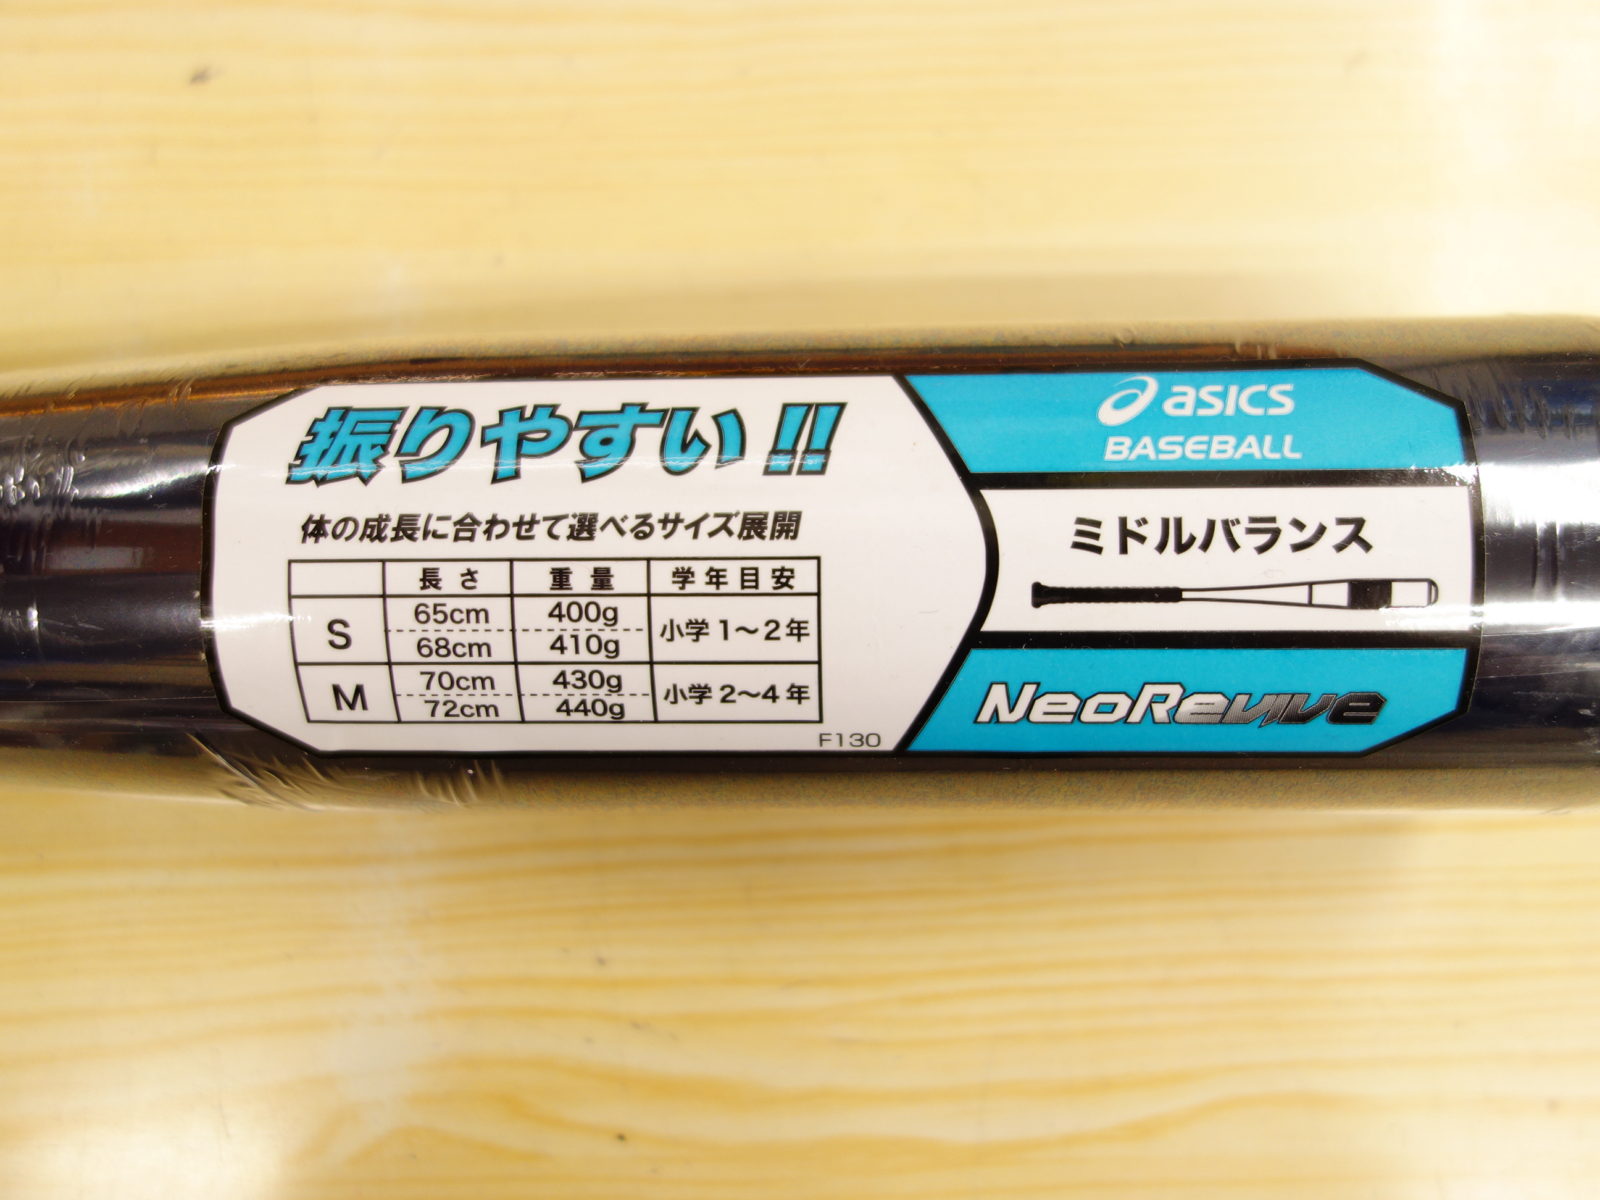 振りやすい!!
体の成長に合わせて選べるサイズ展開
長さ 重量 学年目安
S 65cm 400g 小学1〜2年
68cm 410g
M 70cm 430g 小学2〜4年
72cm 440g
F130
asics
BASEBALL
ミドルバランス
NeoRevive